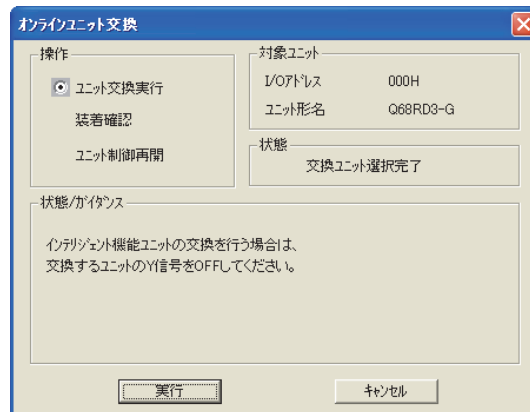 オンラインユニット交換
操作
ユニット交換実行
装着確認
ユニット制御再開
対象ユニット
I/Oアドレス 000H
ユニット形名 Q68RD3-G
状態
交換ユニット選択完了
状態/ガイダンス
インテリジェント機能ユニットの交換を行う場合は、
交換するユニットのY信号をOFFしてください。
実行 キャンセル